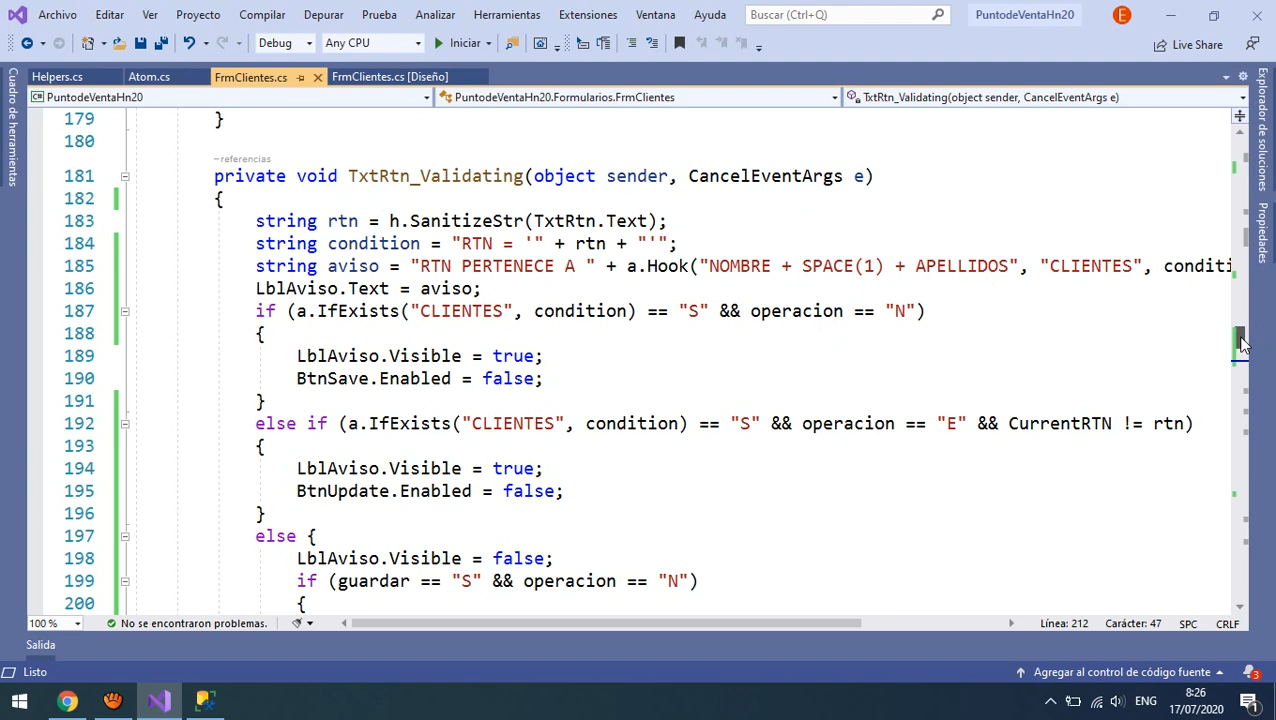 Archivo Editar Ver Proyecto Compilar Depurar Prueba Analizar Herramientas Extensiones Ventana Ayuda Buscar (Ctrl+Q) PuntodeVentaHn20 E
Debug Any CPU Iniciar Live Share
Helpers.cs Atom.cs FrmClientes.cs FrmClientes.cs [Diseño]
PuntodeVentaHn20 PuntodeVentaHn20.Formularios.FrmClientes TxtRtn_Validating(object sender, CancelEventArgs e)
Cuadro de herramientas
Explorador de soluciones
Propiedades
179 }
180
referencias
181 private void TxtRtn_Validating(object sender, CancelEventArgs e)
182 {
183 string rtn = h.SanitizeStr(TxtRtn.Text);
184 string condition = "RTN = '" + rtn + "'";
185 string aviso = "RTN PERTENECE A " + a.Hook("NOMBRE + SPACE(1) + APELLIDOS", "CLIENTES", conditi
186 LblAviso.Text = aviso;
187 if (a.IfExists("CLIENTES", condition) == "S" && operacion == "N")
188 {
189 LblAviso.Visible = true;
190 BtnSave.Enabled = false;
191 }
192 else if (a.IfExists("CLIENTES", condition) == "S" && operacion == "E" && CurrentRTN != rtn)
193 {
194 LblAviso.Visible = true;
195 BtnUpdate.Enabled = false;
196 }
197 else {
198 LblAviso.Visible = false;
199 if (guardar == "S" && operacion == "N")
200 {
100 % No se encontraron problemas. Línea: 212 Carácter: 47 SPC CRLF
Salida
Listo Agregar al control de código fuente 3
ENG 8:26
17/07/2020 1